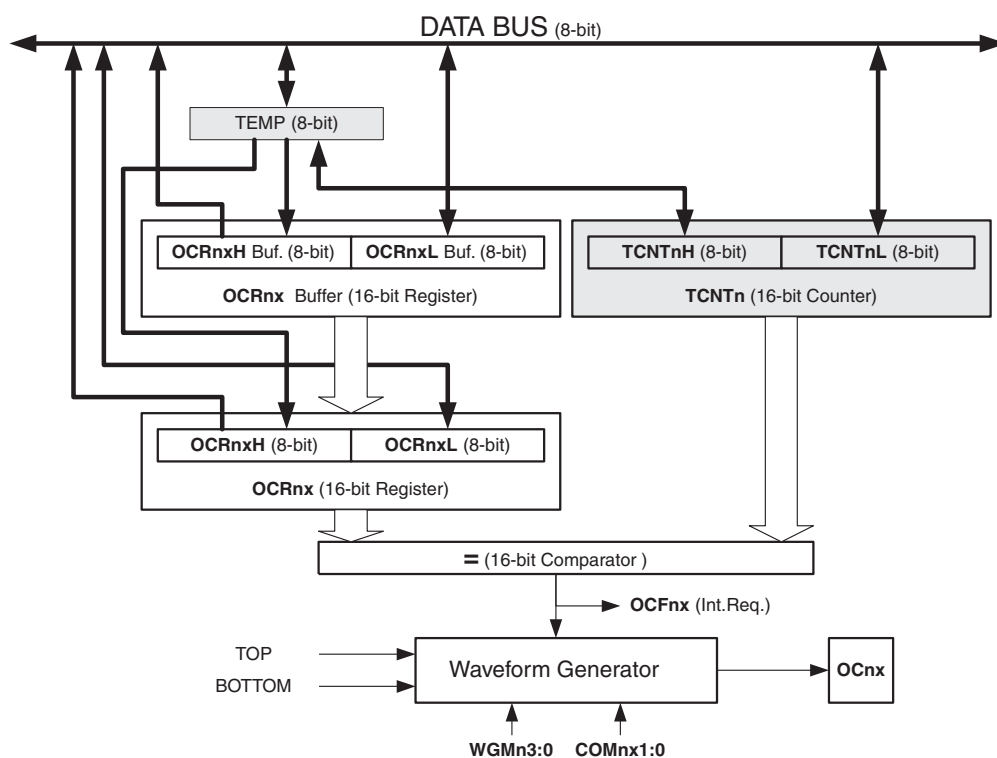 DATA BUS (8-bit)
TEMP (8-bit)
OCRnxH Buf. (8-bit)
OCRnxL Buf. (8-bit)
TCNTnH (8-bit)
TCNTnL (8-bit)
OCRnx Buffer (16-bit Register)
TCNTn (16-bit Counter)
OCRnxH (8-bit)
OCRnxL (8-bit)
OCRnx (16-bit Register)
= (16-bit Comparator )
OCFnx (Int.Req.)
TOP
BOTTOM
Waveform Generator
OCnx
WGMn3:0
COMnx1:0